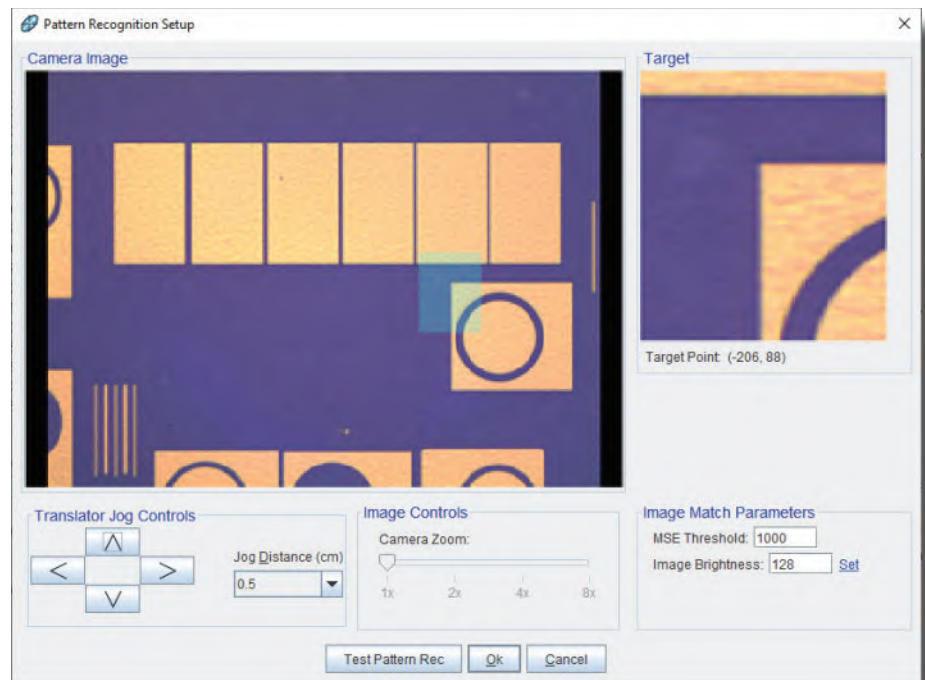 Pattern Recognition Setup
Camera Image
Target
Target Point: (-206, 88)
Translator Jog Controls
Jog Distance (cm)
0.5
Image Controls
Camera Zoom:
1x 2x 4x 8x
Image Match Parameters
MSE Threshold: 1000
Image Brightness: 128 Set
Test Pattern Rec Ok Cancel